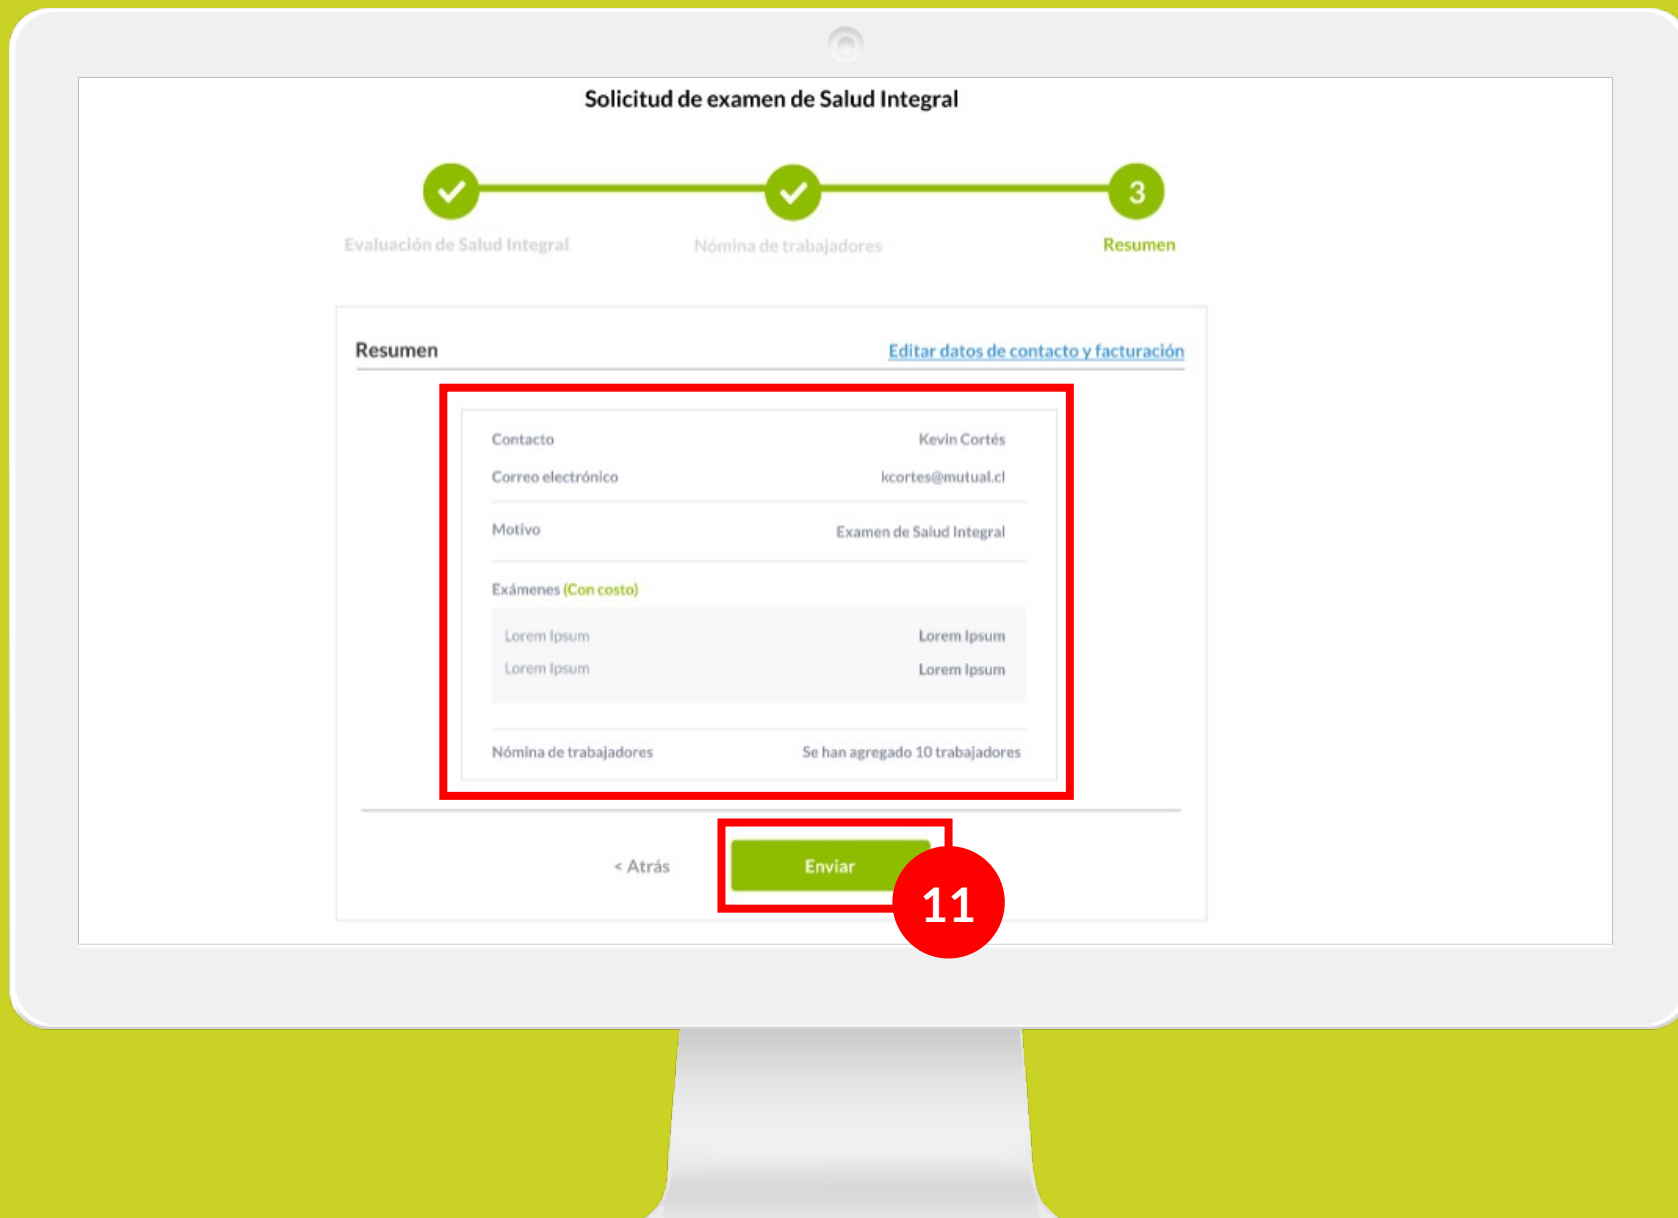 Solicitud de examen de Salud Integral
3
Evaluación de Salud Integral Nómina de trabajadores Resumen
Resumen Editar datos de contacto y facturación
Contacto Kevin Cortés
Correo electrónico kcortes@mutual.cl
Motivo Examen de Salud Integral
Exámenes (Con costo)
Lorem Ipsum Lorem Ipsum
Lorem Ipsum Lorem Ipsum
Nómina de trabajadores Se han agregado 10 trabajadores
< Atrás Enviar
11